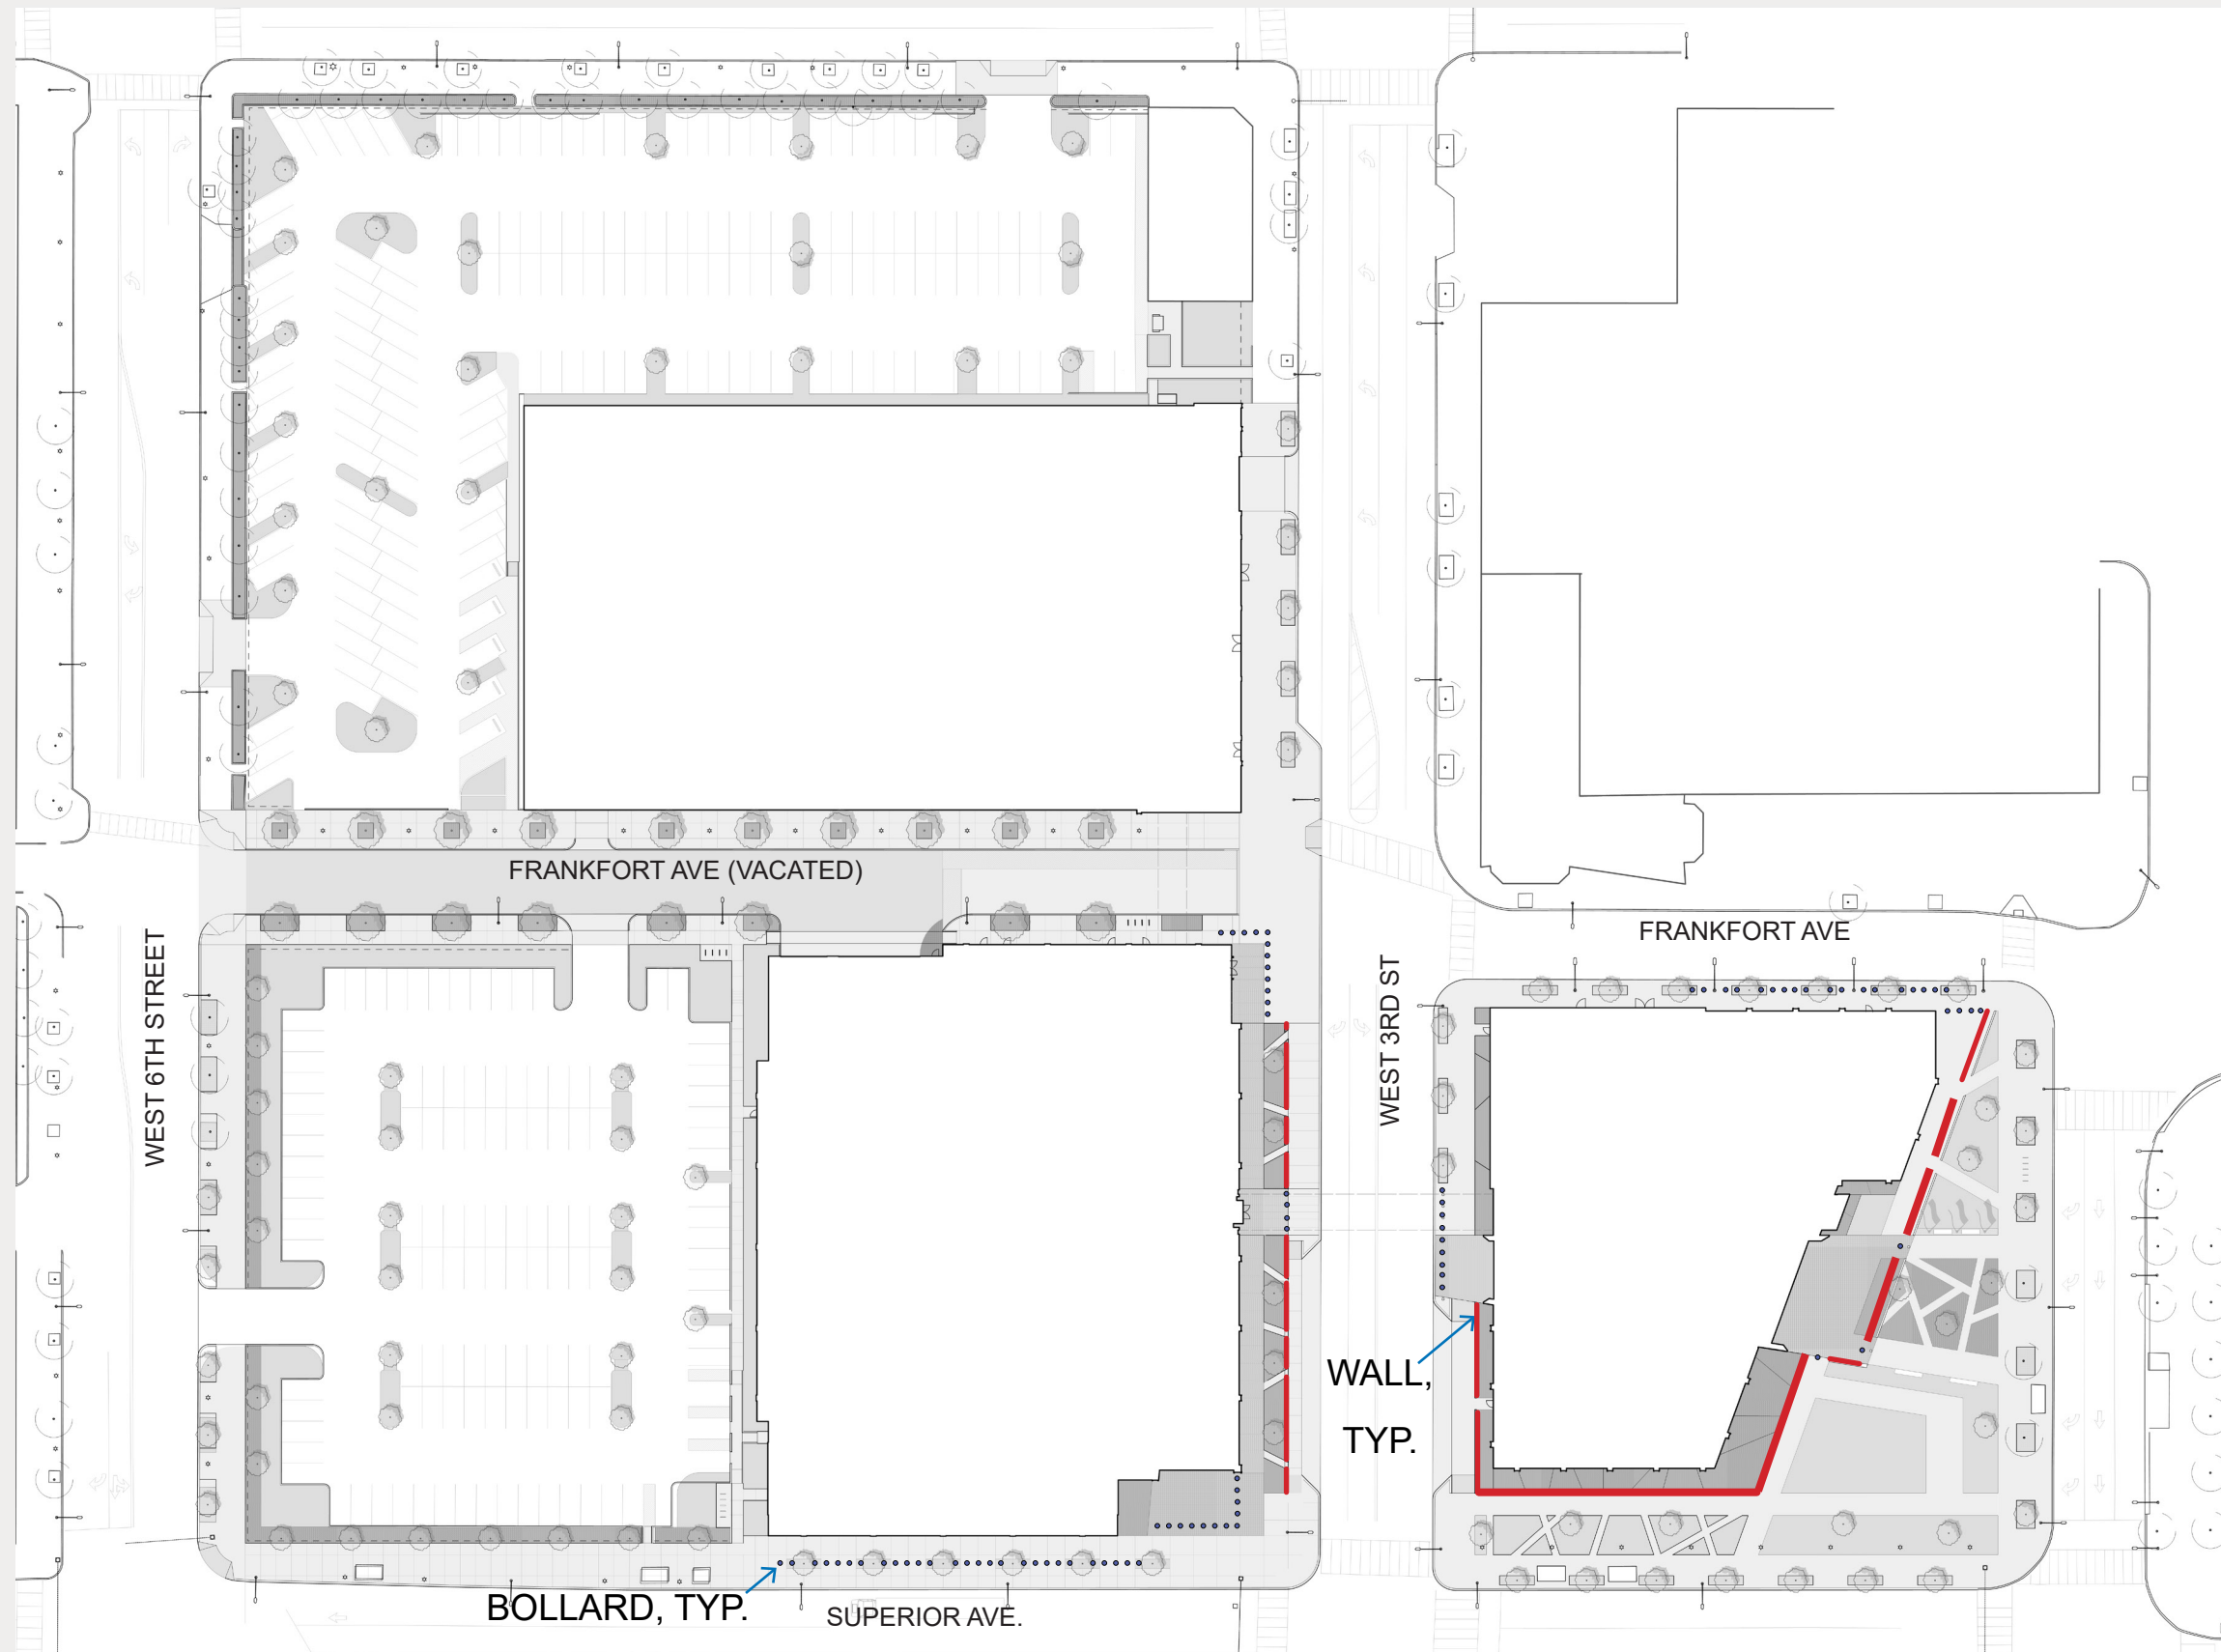 FRANKFORT AVE (VACATED)
FRANKFORT AVE
WEST 6TH STREET
WEST 3RD ST
WALL,
TYP.
BOLLARD, TYP.
SUPERIOR AVE.